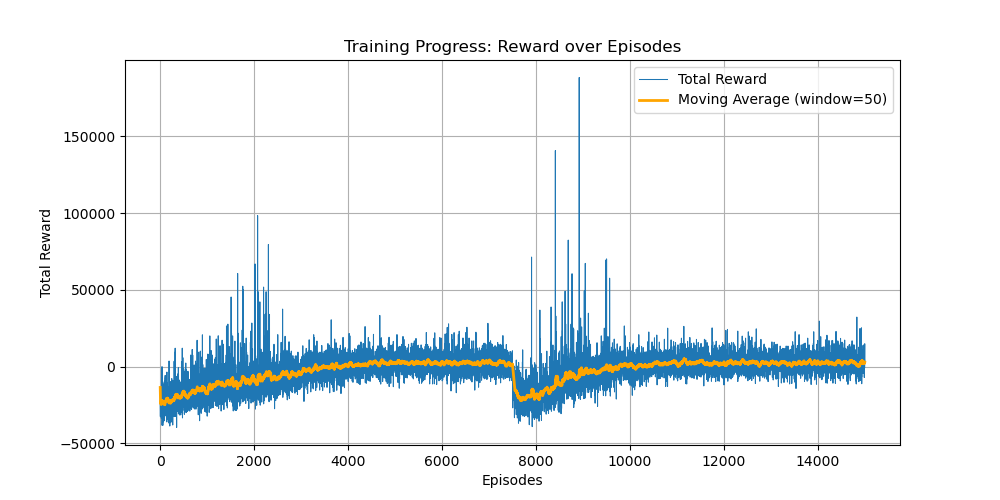 Training Progress: Reward over Episodes
Total Reward
Moving Average (window=50)
150000
100000
50000
0
−50000
Total Reward
0 2000 4000 6000 8000 10000 12000 14000
Episodes